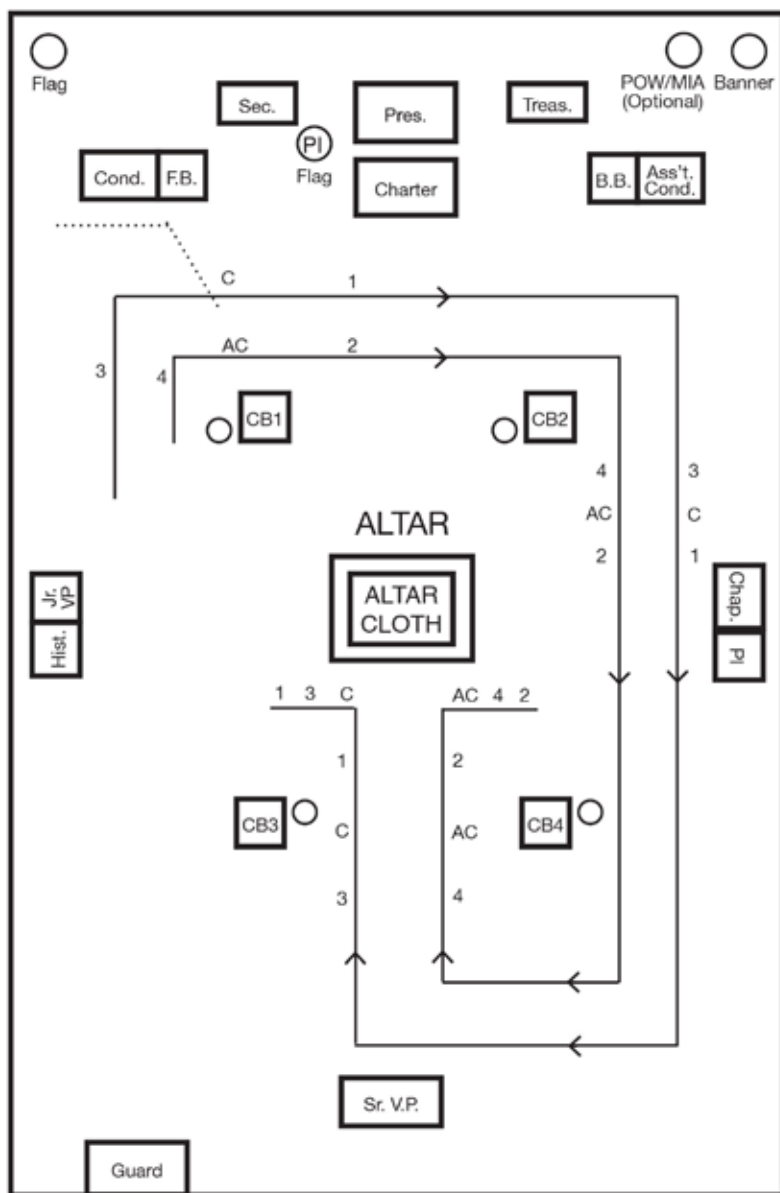 Flag
POW/MIA
(Optional)
Banner
Sec.
Pres.
Treas.
PI
Flag
Charter
Cond.
F.B.
B.B.
Ass't.
Cond.
C
1
3
AC
2
4
CB1
CB2
4
3
AC
C
2
1
ALTAR
ALTAR
CLOTH
Jr.
VP
Hist.
Chap.
PI
1 3 C
AC 4 2
1
2
CB3
C
AC
CB4
3
4
Sr. V.P.
Guard